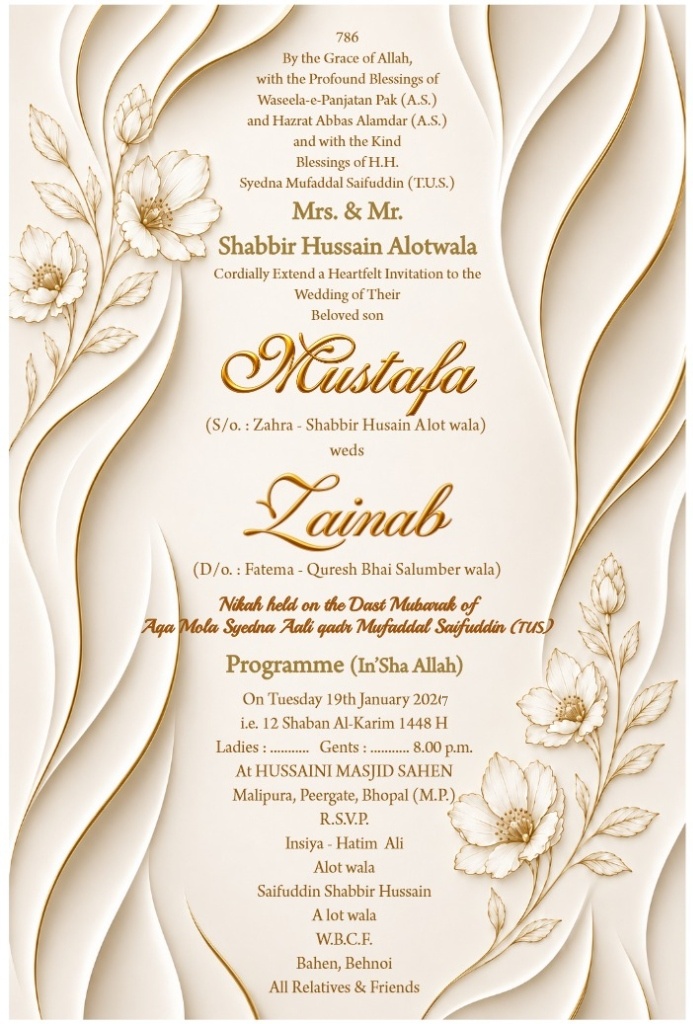 786
By the Grace of Allah,
with the Profound Blessings of
Waseela-e-Panjatan Pak (A.S.)
and Hazrat Abbas Alamdar (A.S.)
and with the Kind
Blessings of H.H.
Syedna Mufaddal Saifuddin (T.U.S.)
Mrs. & Mr.
Shabbir Hussain Alotwala
Cordially Extend a Heartfelt Invitation to the
Wedding of Their
Beloved son
Mustafa
(S/o. : Zahra - Shabbir Husain Alot wala)
weds
Zainab
(D/o. : Fatema - Quresh Bhai Salumber wala)
Nikah held on the Dast Mubarak of
Aqa Mola Syedna Aali qadr Mufaddal Saifuddin (TUS)
Programme (In'Sha Allah)
On Tuesday 19th January 2027
i.e. 12 Shaban Al-Karim 1448 H
Ladies : ........... Gents : ........... 8.00 p.m.
At HUSSAINI MASJID SAHEN
Malipura, Peergate, Bhopal (M.P.)
R.S.V.P.
Insiya - Hatim Ali
Alot wala
Saifuddin Shabbir Hussain
A lot wala
W.B.C.F.
Bahen, Behnoi
All Relatives & Friends